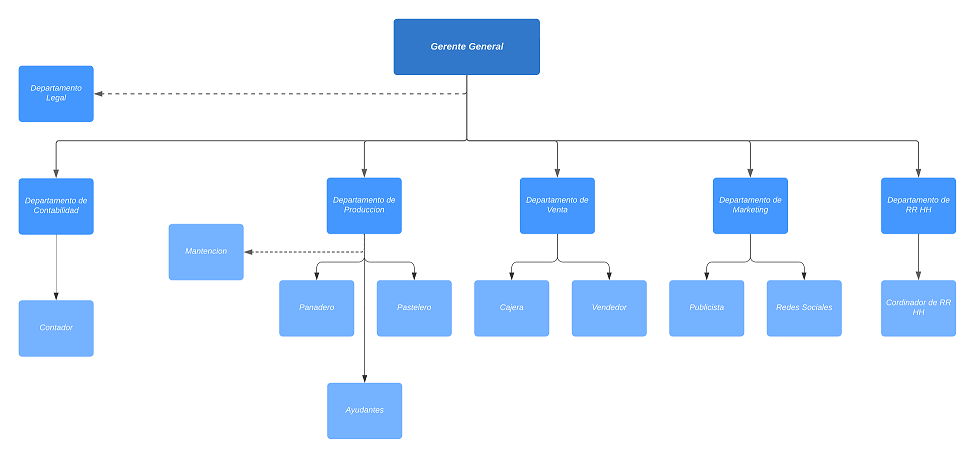 Gerente General
Departamento
Legal
Departamento de
Contabilidad
Departamento de
Produccion
Departamento de
Venta
Departamento de
Marketing
Departamento de
RR HH
Mantencion
Panadero
Pastelero
Cajera
Vendedor
Publicista
Redes Sociales
Cordinador de RR
HH
Contador
Ayudantes